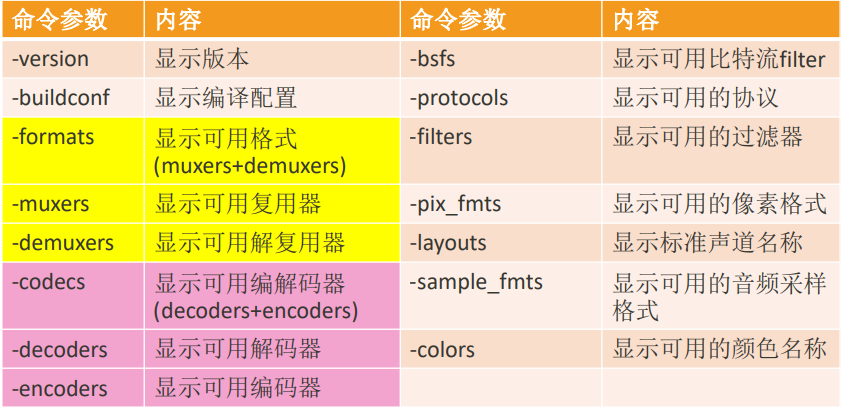 命令参数 内容 命令参数 内容
-version 显示版本 -bsfs 显示可用比特流filter
-buildconf 显示编译配置 -protocols 显示可用的协议
-formats 显示可用格式 -filters 显示可用的过滤器
(muxers+demuxers)
-muxers 显示可用复用器 -pix_fmts 显示可用的像素格式
-demuxers 显示可用解复用器 -layouts 显示标准声道名称
-codecs 显示可用编解码器 -sample_fmts 显示可用的音频采样
(decoders+encoders) 格式
-decoders 显示可用解码器 -colors 显示可用的颜色名称
-encoders 显示可用编码器